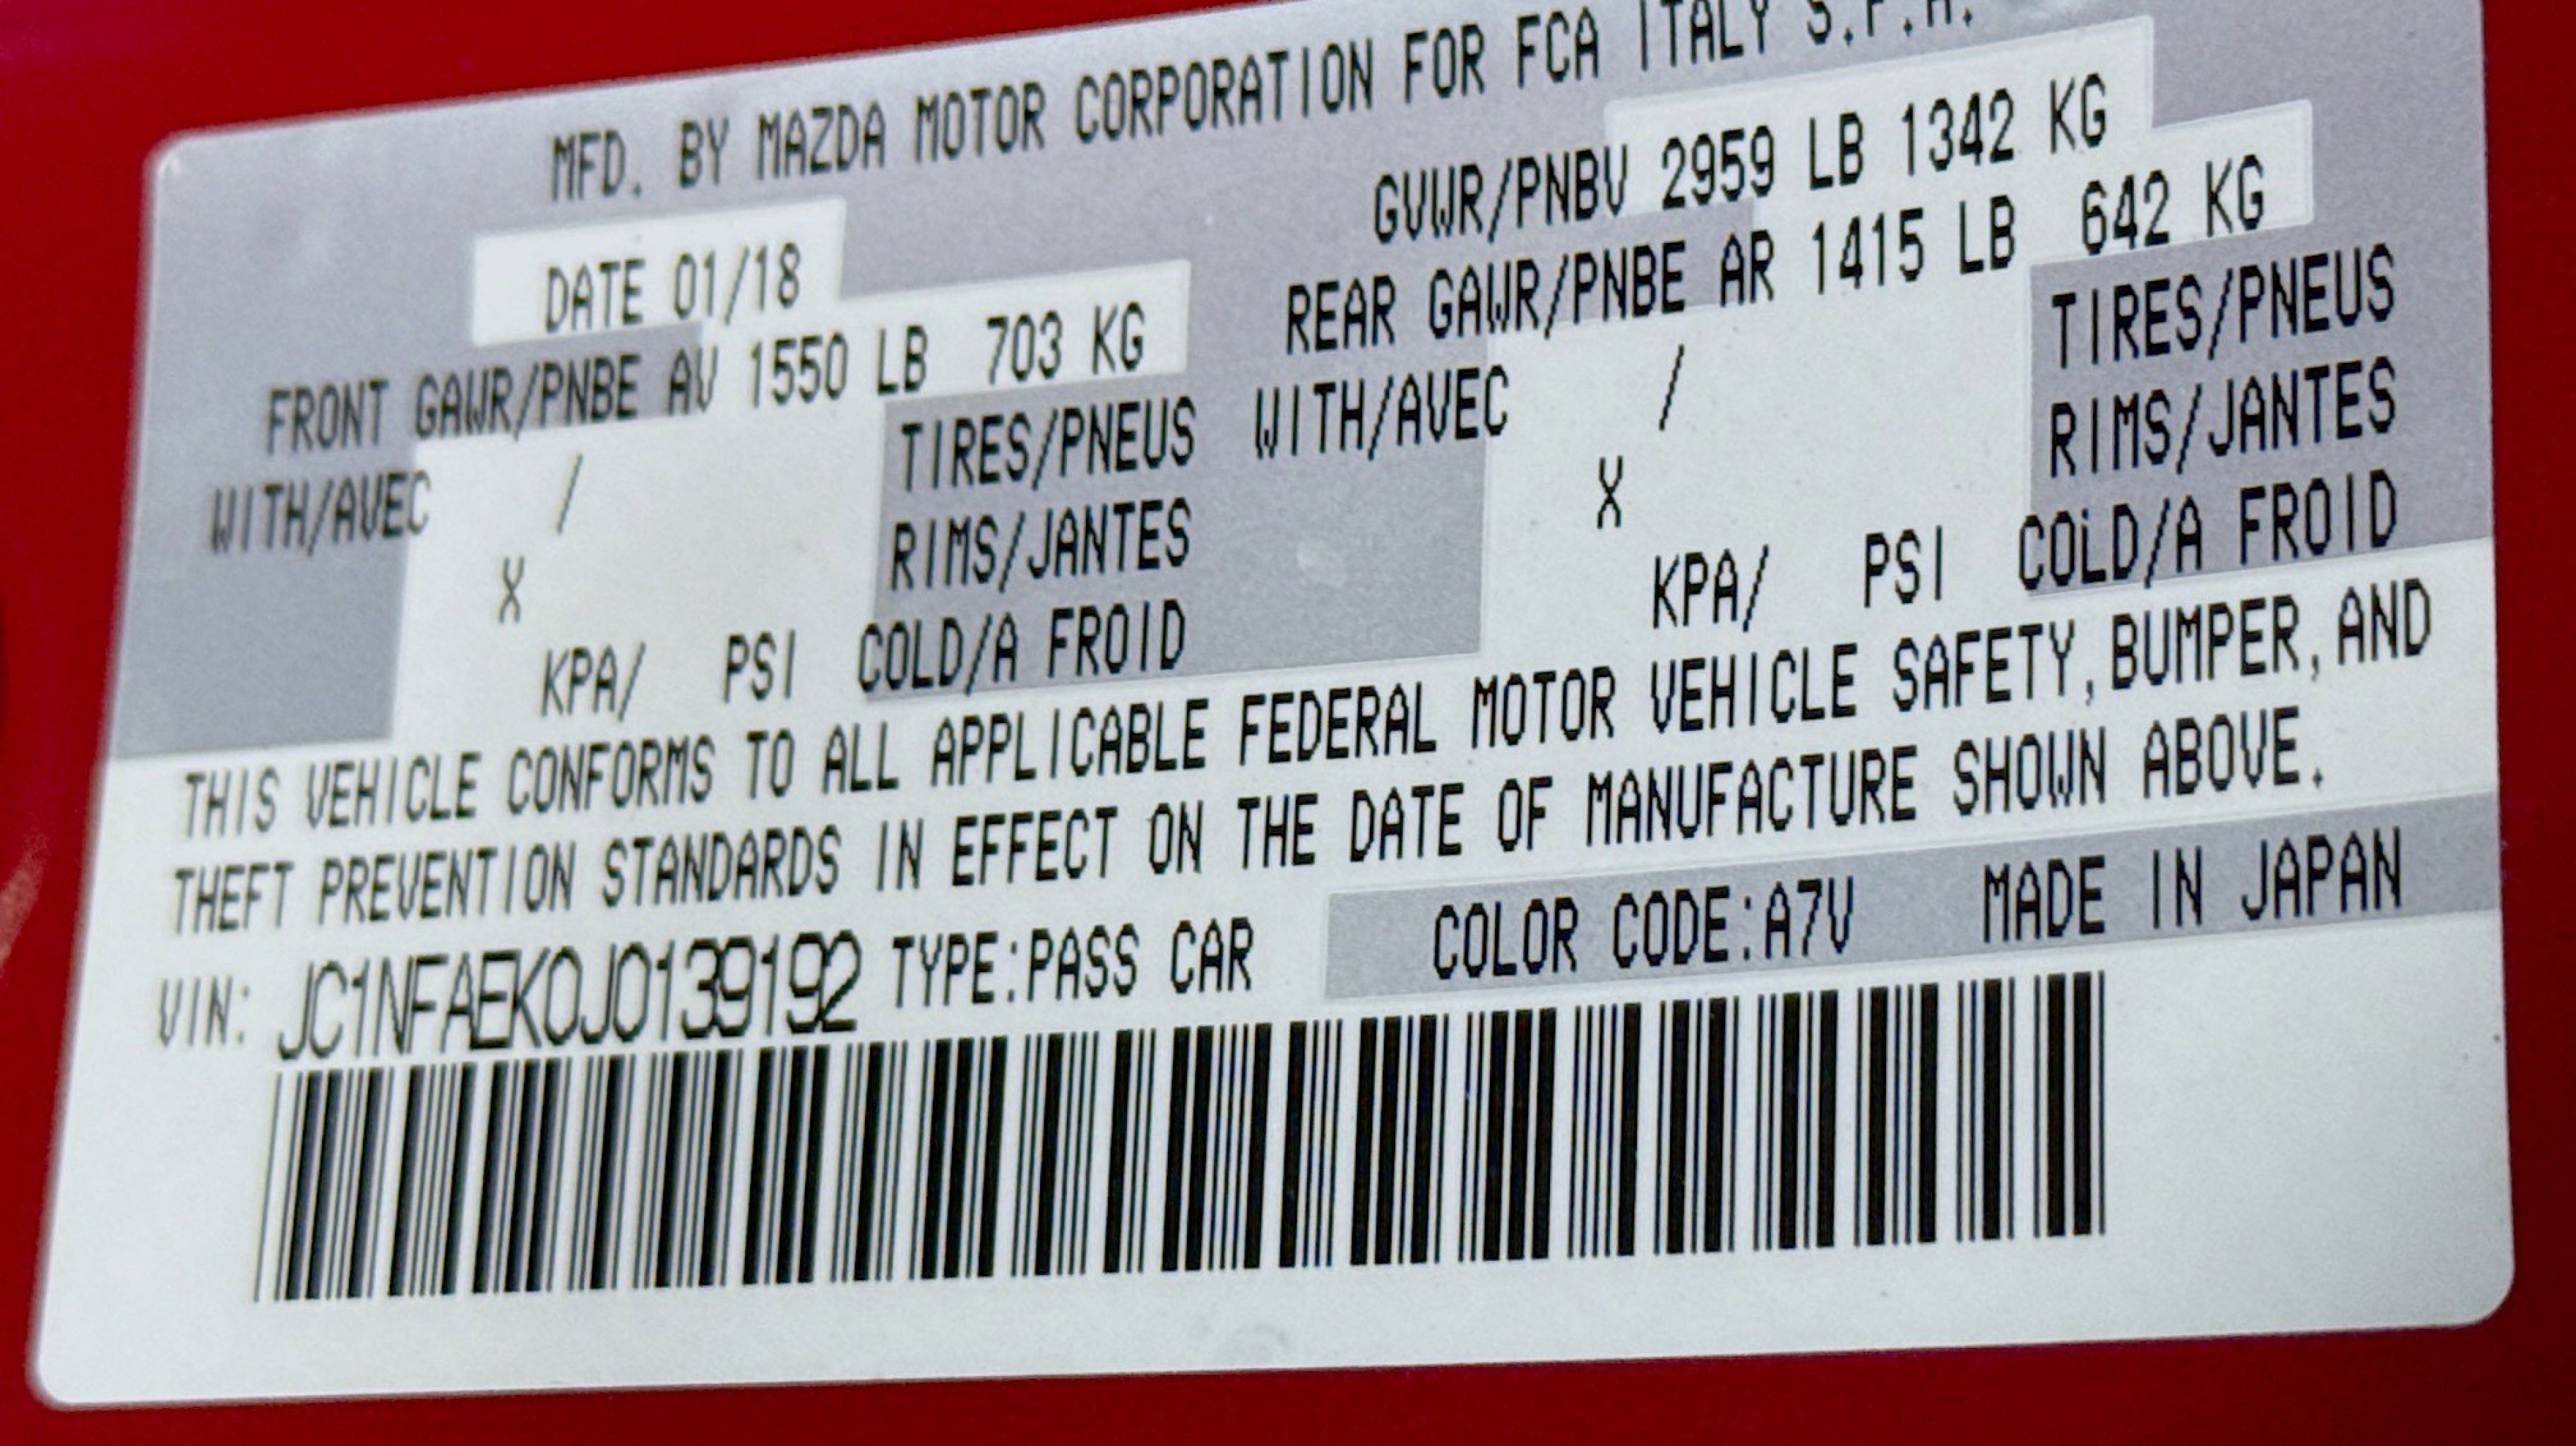 MFD. BY MAZDA MOTOR CORPORATION FOR FCA ITALY S.P.A.
DATE 01/18 GVWR/PNBV 2959 LB 1342 KG
FRONT GAWR/PNBE AV 1550 LB 703 KG REAR GAWR/PNBE AR 1415 LB 642 KG
WITH/AVEC / TIRES/PNEUS WITH/AVEC / TIRES/PNEUS
X RIMS/JANTES X RIMS/JANTES
KPA/ PSI COLD/A FROID KPA/ PSI COLD/A FROID
THIS VEHICLE CONFORMS TO ALL APPLICABLE FEDERAL MOTOR VEHICLE SAFETY, BUMPER, AND
THEFT PREVENTION STANDARDS IN EFFECT ON THE DATE OF MANUFACTURE SHOWN ABOVE.
VIN: JC1NFAEK0J0139192 TYPE:PASS CAR COLOR CODE:A7V MADE IN JAPAN